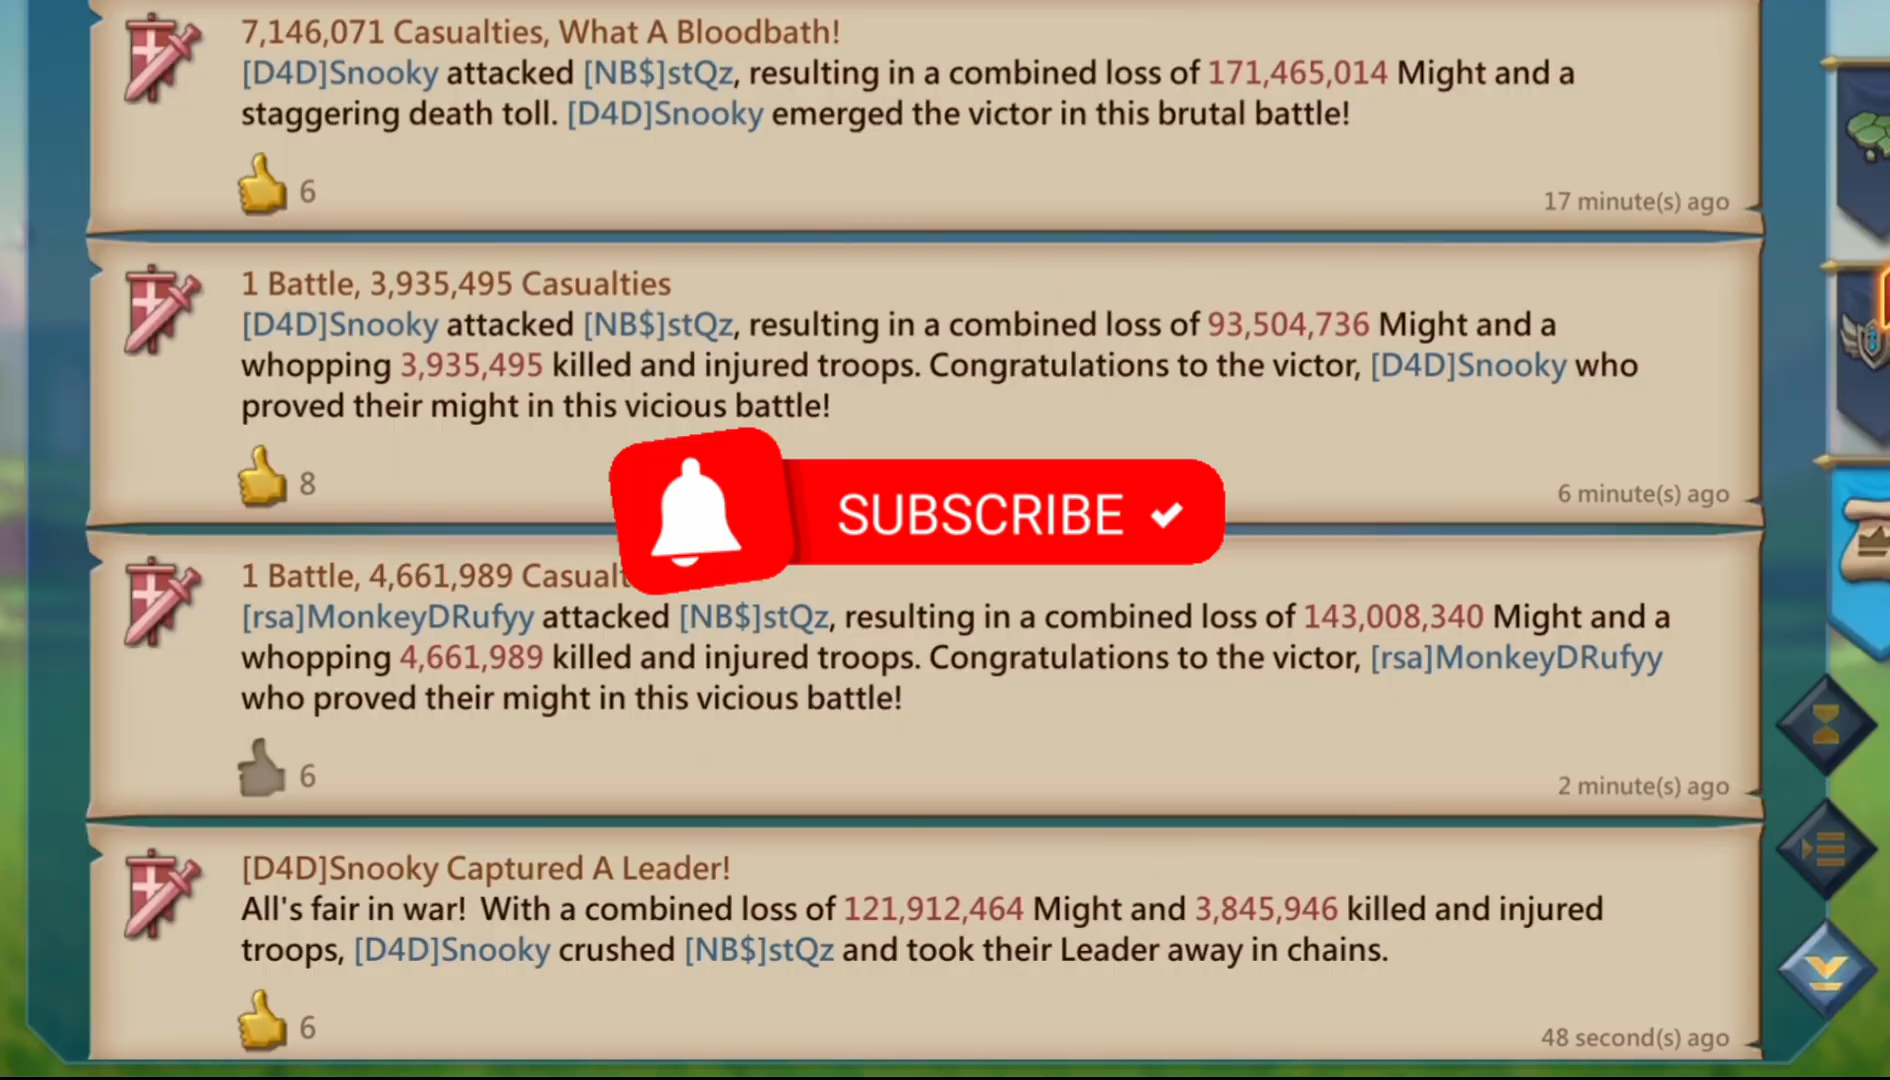 7,146,071 Casualties, What A Bloodbath!
[D4D]Snooky attacked [NB$]stQz, resulting in a combined loss of 171,465,014 Might and a
staggering death toll. [D4D]Snooky emerged the victor in this brutal battle!
6
17 minute(s) ago
1 Battle, 3,935,495 Casualties
[D4D]Snooky attacked [NB$]stQz, resulting in a combined loss of 93,504,736 Might and a
whopping 3,935,495 killed and injured troops. Congratulations to the victor, [D4D]Snooky who
proved their might in this vicious battle!
8
6 minute(s) ago
SUBSCRIBE
1 Battle, 4,661,989 Casualt
[rsa]MonkeyDRufyy attacked [NB$]stQz, resulting in a combined loss of 143,008,340 Might and a
whopping 4,661,989 killed and injured troops. Congratulations to the victor, [rsa]MonkeyDRufyy
who proved their might in this vicious battle!
6
2 minute(s) ago
[D4D]Snooky Captured A Leader!
All's fair in war! With a combined loss of 121,912,464 Might and 3,845,946 killed and injured
troops, [D4D]Snooky crushed [NB$]stQz and took their Leader away in chains.
6
48 second(s) ago